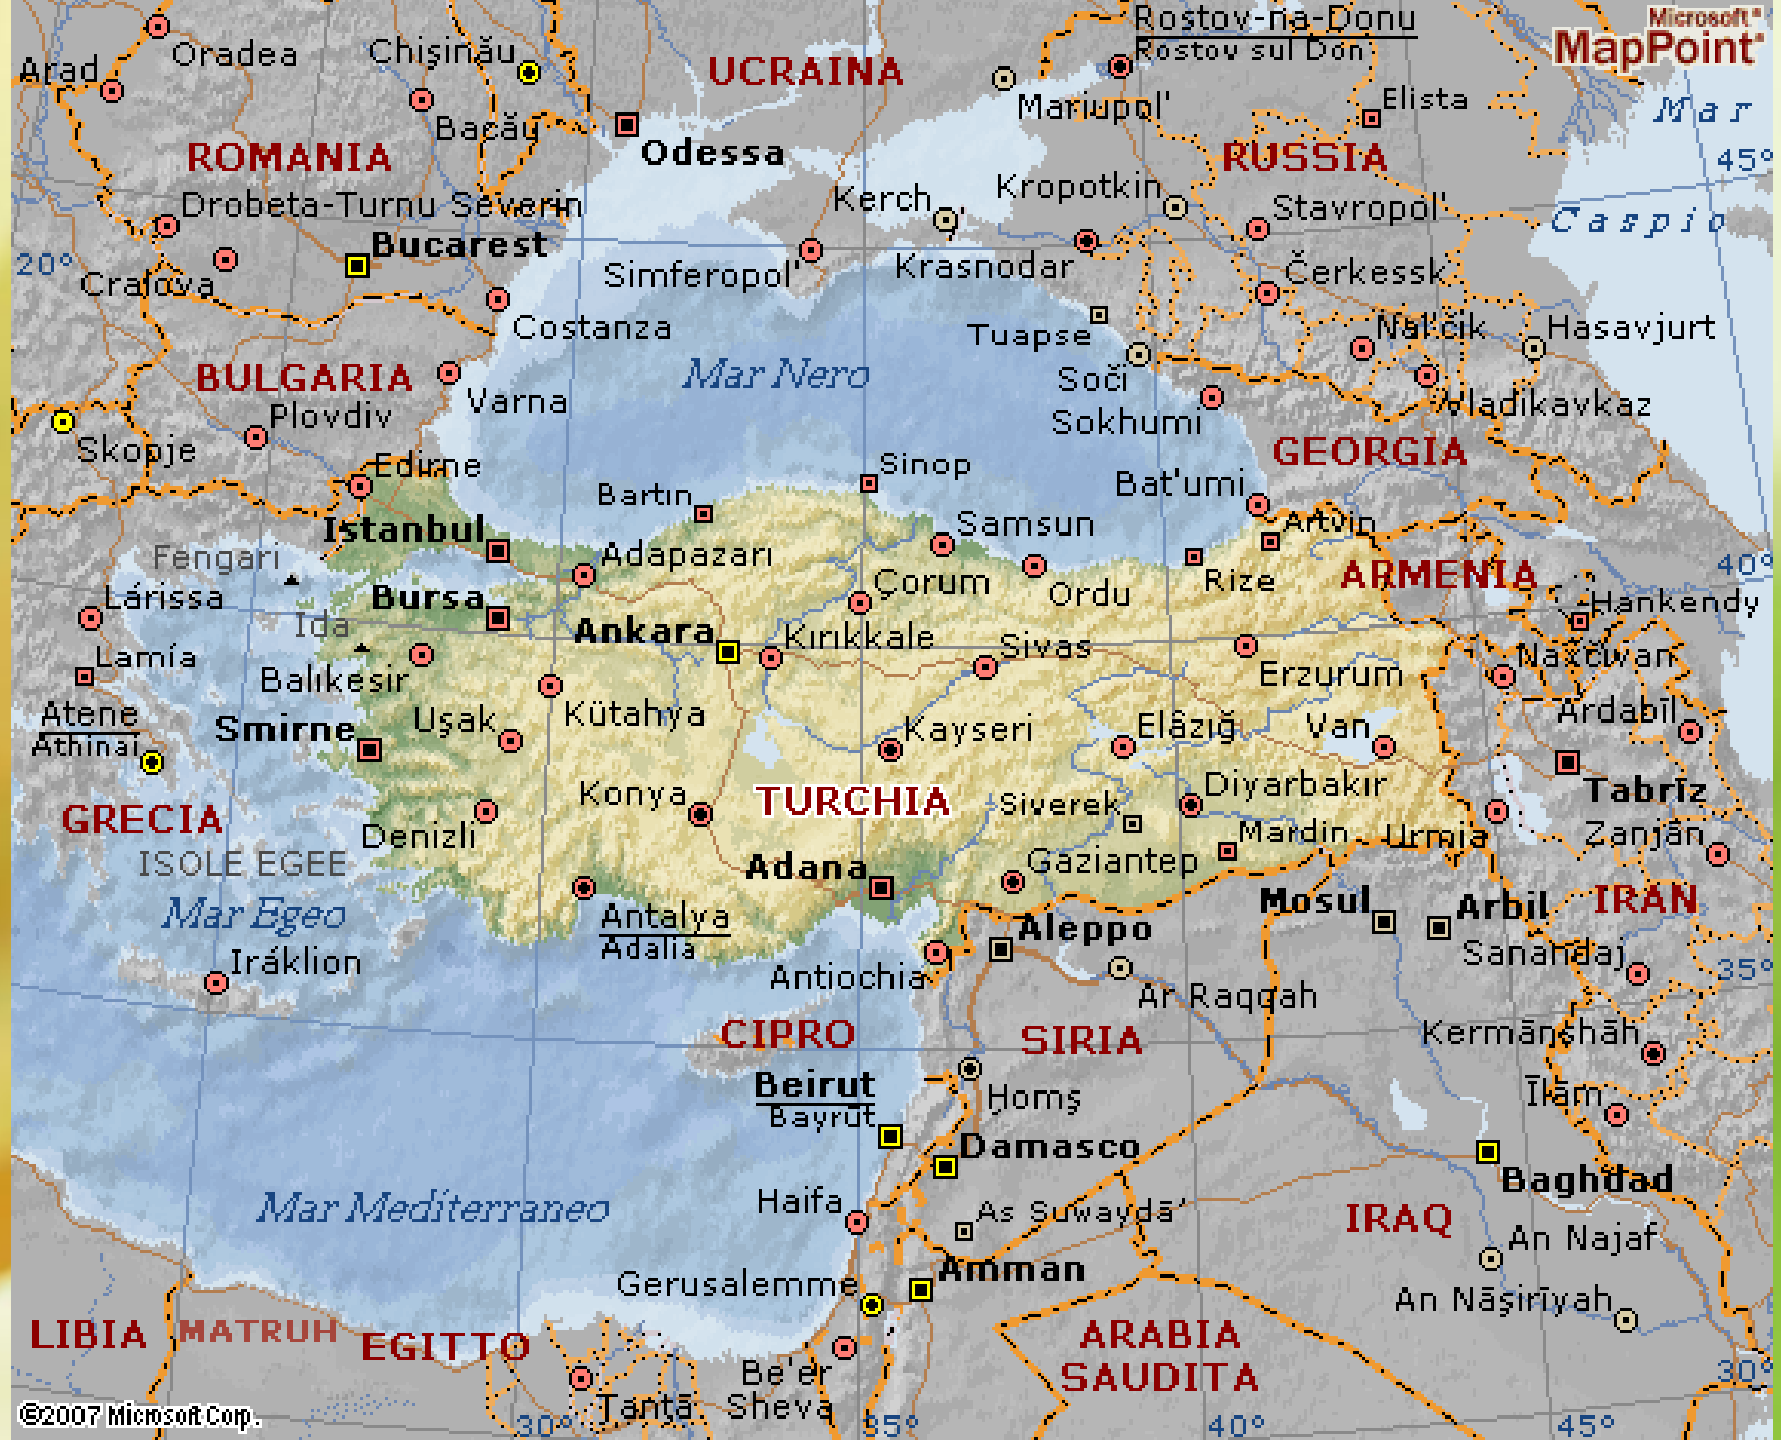 Rostov-na-Donu
Rostov sul Don
Microsoft®
MapPoint®
Oradea
Chişinău
Arad
UCRAINA
Mariupol'
Elista
Mar
Caspio
45°
Bacău
Odessa
ROMANIA
RUSSIA
Drobeta-Turnu Severin
Kerch'
Kropotkin
Stavropol'
Bucarest
20°
Craiova
Simferopol'
Krasnodar
Čerkessk
Costanza
Tuapse
Nal'čik
Hasavjurt
BULGARIA
Mar Nero
Soči
Varna
Plovdiv
Sokhumi
Vladikavkaz
Skopje
GEORGIA
Edirne
Sinop
Bat'umi
Bartın
Istanbul
Samsun
Artvin
Fengari
Adapazarı
40°
Çorum
Ordu
Rize
ARMENIA
Lárissa
Bursa
Hankendy
Ida
Ankara
Kırıkkale
Sivas
Lamía
Balıkesir
Erzurum
Naxčıvan
Atene
Athínai
Smirne
Uşak
Kütahya
Kayseri
Elâzığ
Van
Ardabīl
Konya
TURCHIA
Siverek
Diyarbakır
Tabrīz
GRECIA
Denizli
Mardin
Urmia
Zanjān
ISOLE EGEE
Adana
Gaziantep
Mar Egeo
Antalya
Adalia
Aleppo
Mosul
Arbil
IRAN
Iráklion
Antiochia
Ar Raqqah
Sanandaj
35°
CIPRO
SIRIA
Kermānshāh
Beirut
Bayrūt
Ḩomş
Īlām
Damasco
Baghdad
Mar Mediterraneo
Haifa
As Suwaydā'
IRAQ
An Najaf
Gerusalemme
Amman
An Nāşirīyah
LIBIA
MATRUH
EGITTO
ARABIA
SAUDITA
Be'er
Sheva
Ţanţā
30°
30°
35°
40°
45°
©2007 Microsoft Corp.